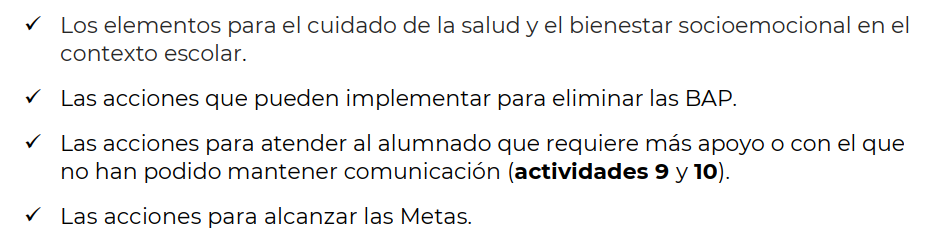 ✓ Los elementos para el cuidado de la salud y el bienestar socioemocional en el
contexto escolar.
✓ Las acciones que pueden implementar para eliminar las BAP.
✓ Las acciones para atender al alumnado que requiere más apoyo o con el que
no han podido mantener comunicación (actividades 9 y 10).
✓ Las acciones para alcanzar las Metas.